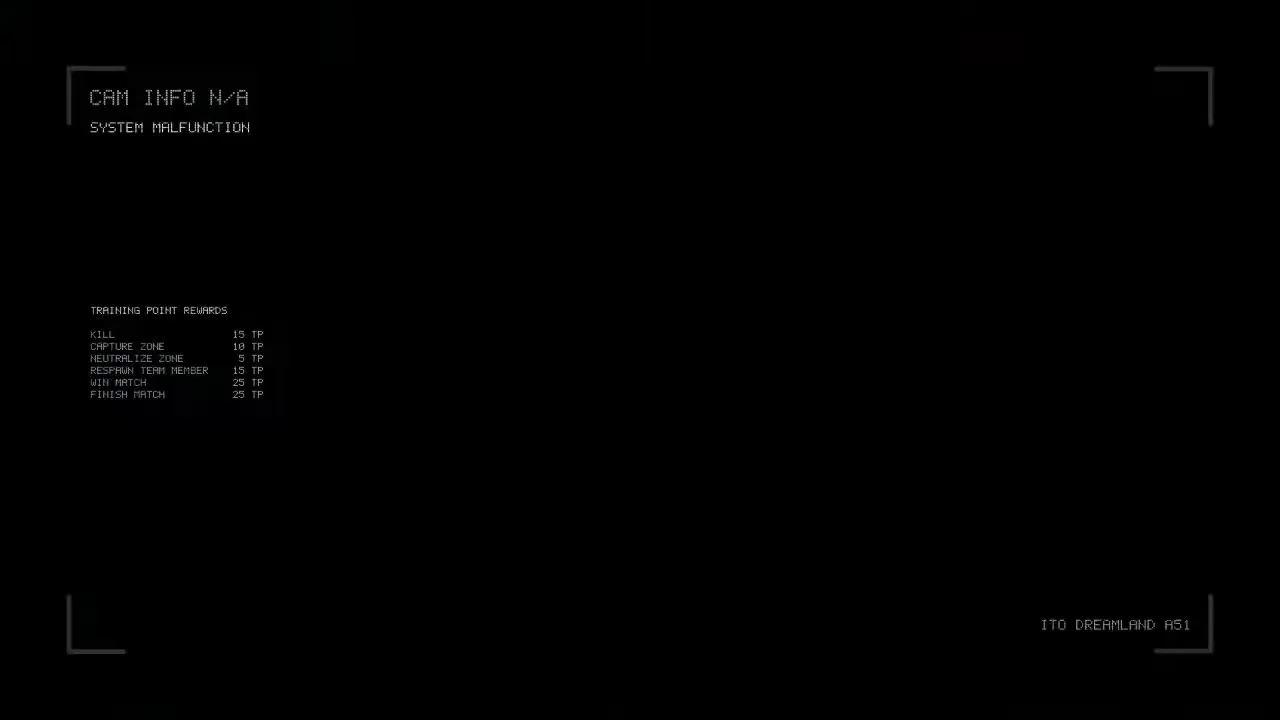 CAM INFO N/A
SYSTEM MALFUNCTION
TRAINING POINT REWARDS
KILL 15 TP
CAPTURE ZONE 10 TP
NEUTRALIZE ZONE 5 TP
RESPAWN TEAM MEMBER 15 TP
WIN MATCH 25 TP
FINISH MATCH 25 TP
ITO DREAMLAND A51